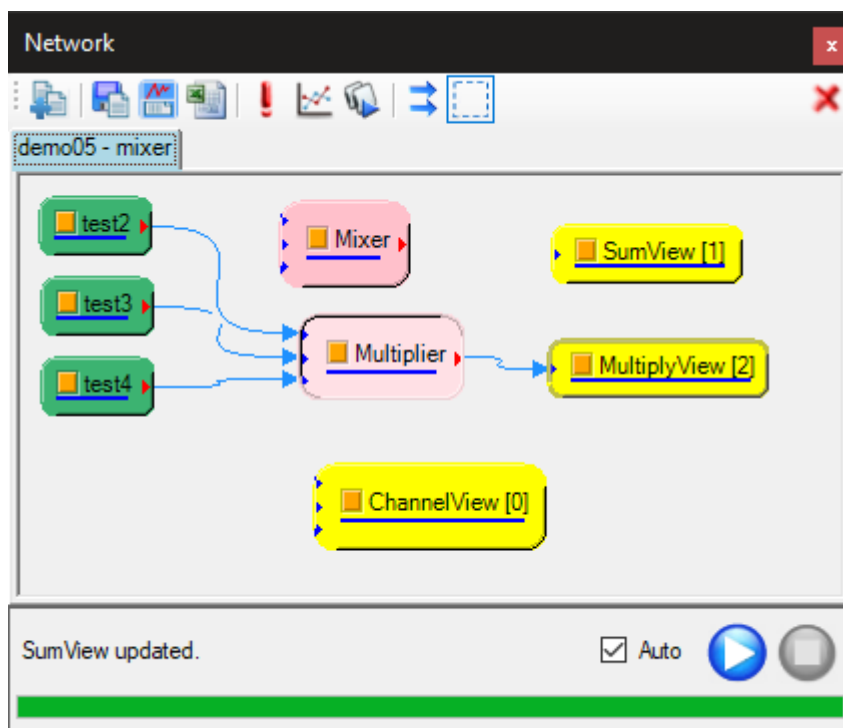 Network
x
demo05 - mixer
test2
Mixer
SumView [1]
test3
Multiplier
MultiplyView [2]
test4
ChannelView [0]
SumView updated.
Auto